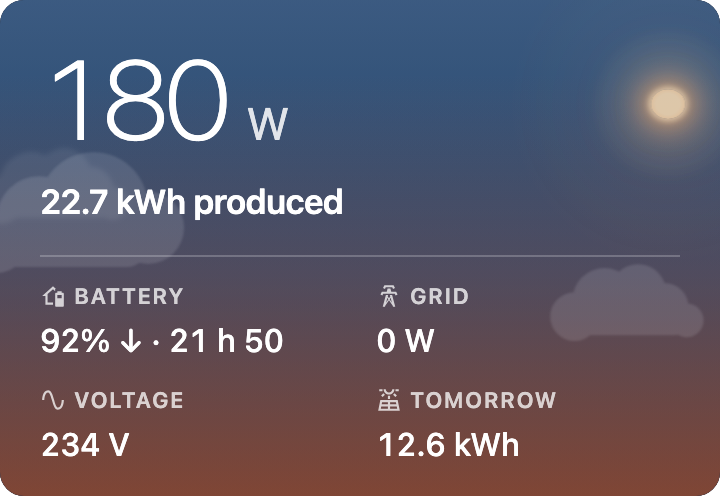 180 W
22.7 kWh produced
BATTERY
92% ↓ · 21 h 50
GRID
0 W
VOLTAGE
234 V
TOMORROW
12.6 kWh